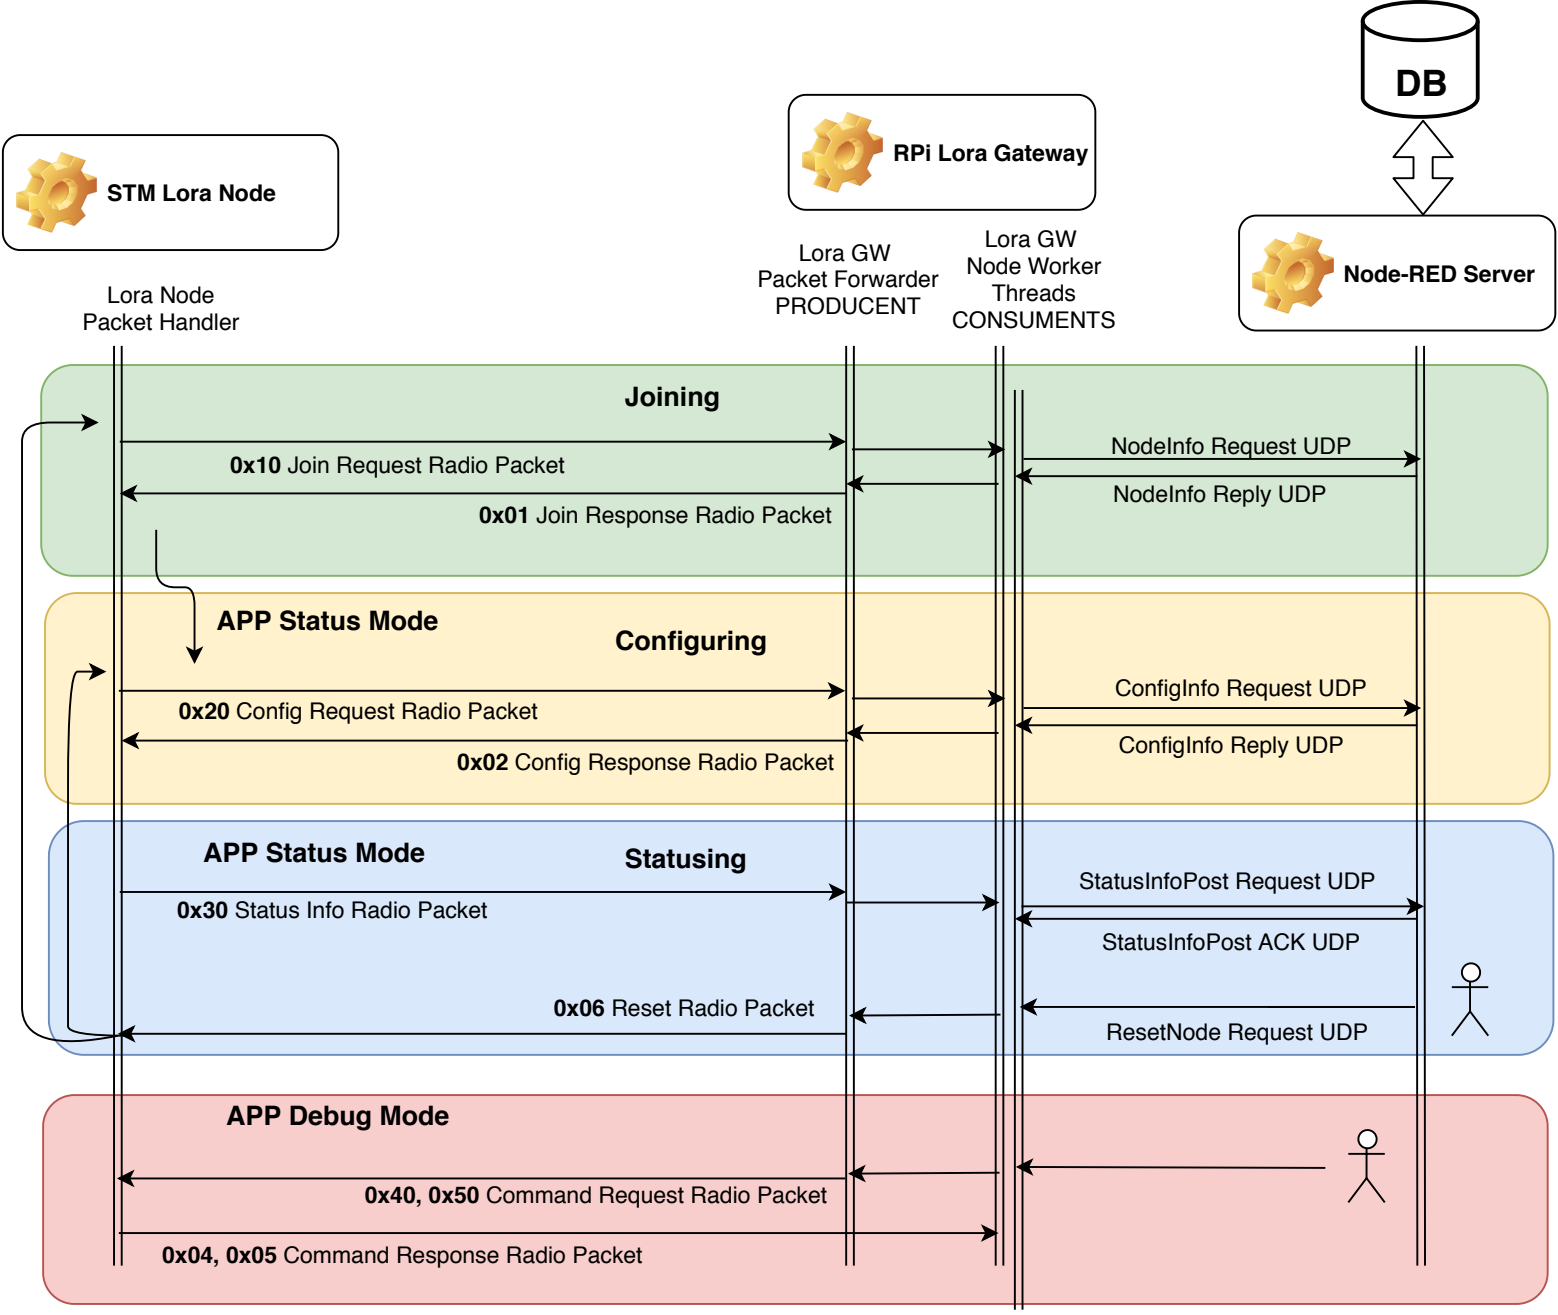 DB
RPi Lora Gateway
STM Lora Node
Node-RED Server
Lora GW
Packet Forwarder
PRODUCENT
Lora GW
Node Worker
Threads
CONSUMENTS
Lora Node
Packet Handler
Joining
0x10 Join Request Radio Packet
NodeInfo Request UDP
NodeInfo Reply UDP
0x01 Join Response Radio Packet
APP Status Mode
Configuring
0x20 Config Request Radio Packet
ConfigInfo Request UDP
ConfigInfo Reply UDP
0x02 Config Response Radio Packet
APP Status Mode
Statusing
0x30 Status Info Radio Packet
StatusInfoPost Request UDP
StatusInfoPost ACK UDP
0x06 Reset Radio Packet
ResetNode Request UDP
APP Debug Mode
0x40, 0x50 Command Request Radio Packet
0x04, 0x05 Command Response Radio Packet